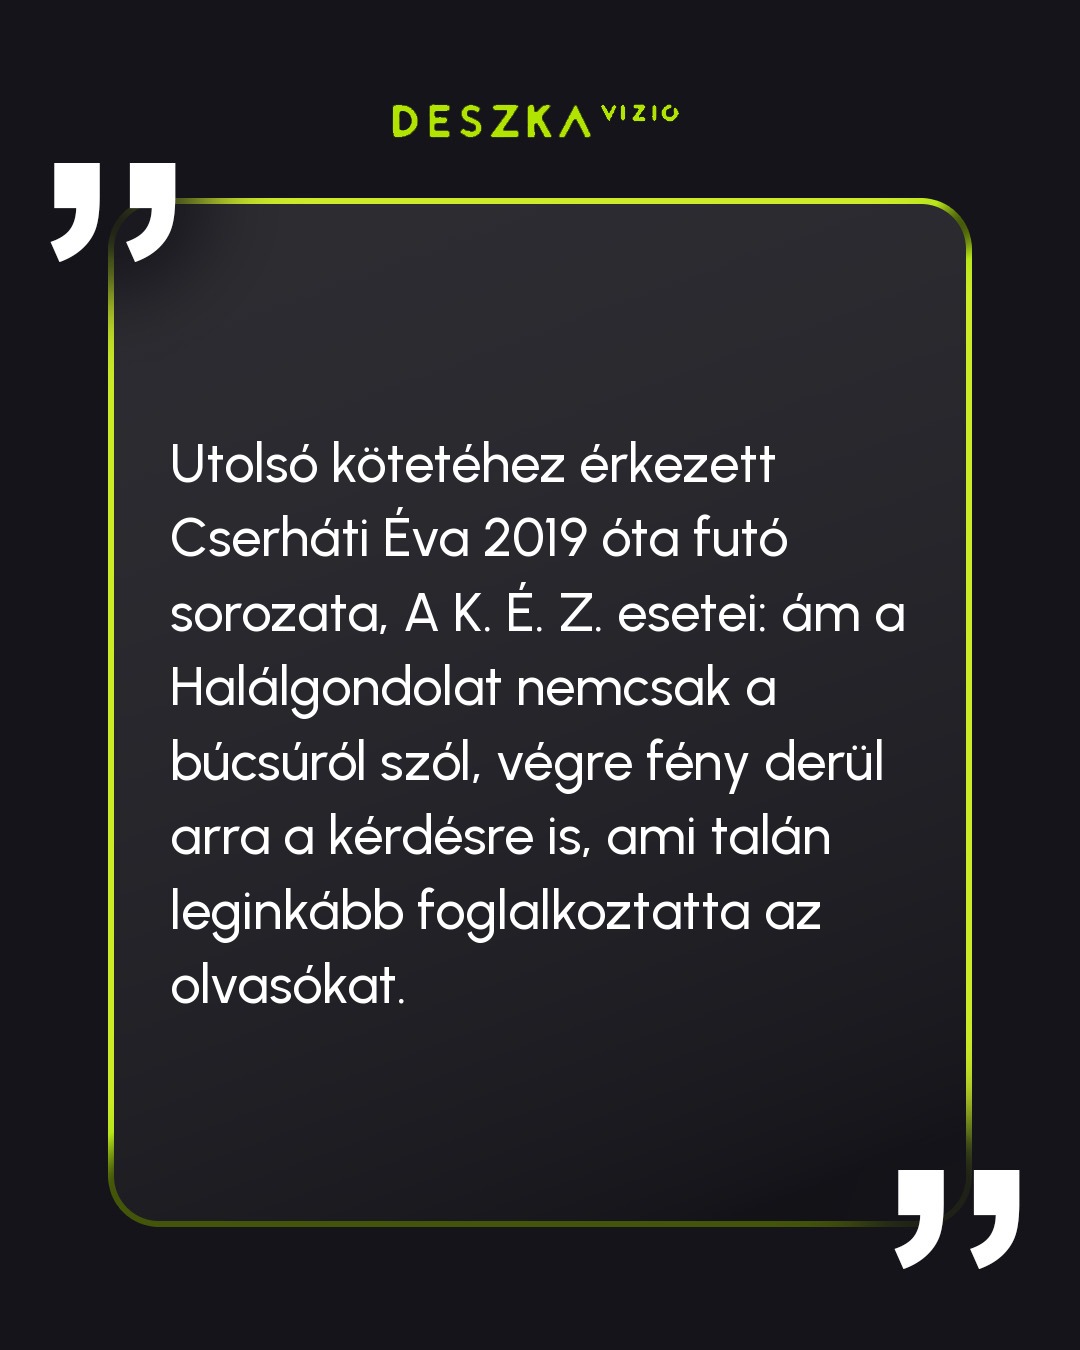 DESZKA VIZIO
”
Utolsó kötetéhez érkezett
Cserháti Éva 2019 óta futó
sorozata, A K. É. Z. esetei: ám a
Halálgondolat nemcsak a
búcsúról szól, végre fény derül
arra a kérdésre is, ami talán
leginkább foglalkoztatta az
olvasókat.
”